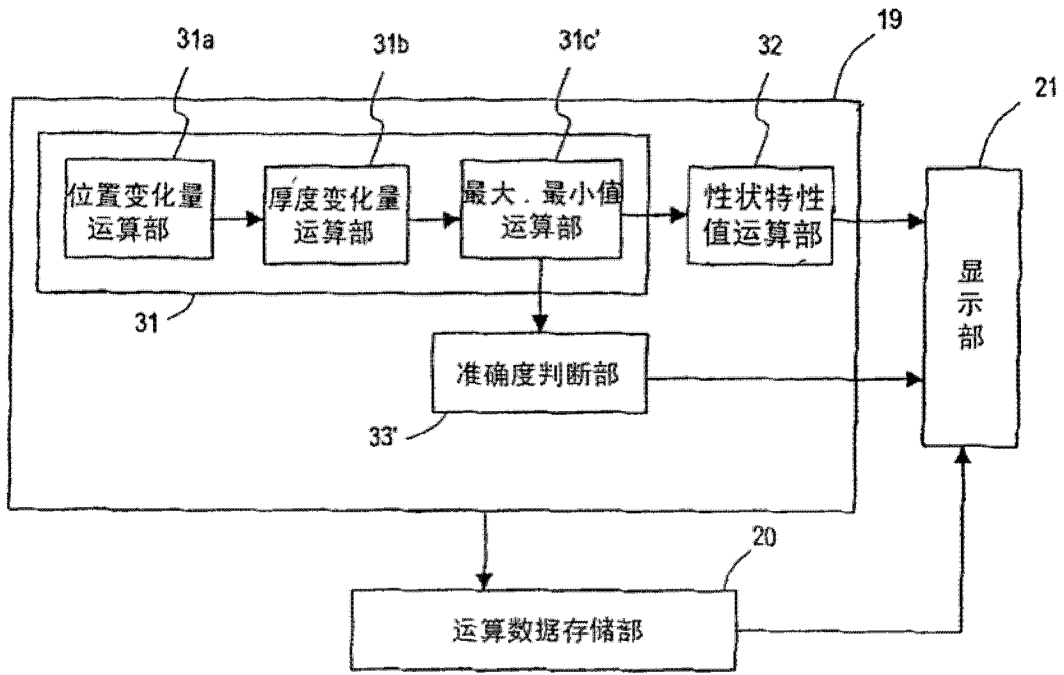 31a
31b
31c'
32
19
21
位置变化量
运算部
厚度变化量
运算部
最大．最小值
运算部
性状特性
值运算部
显
示
部
31
准确度判断部
33'
20
运算数据存储部